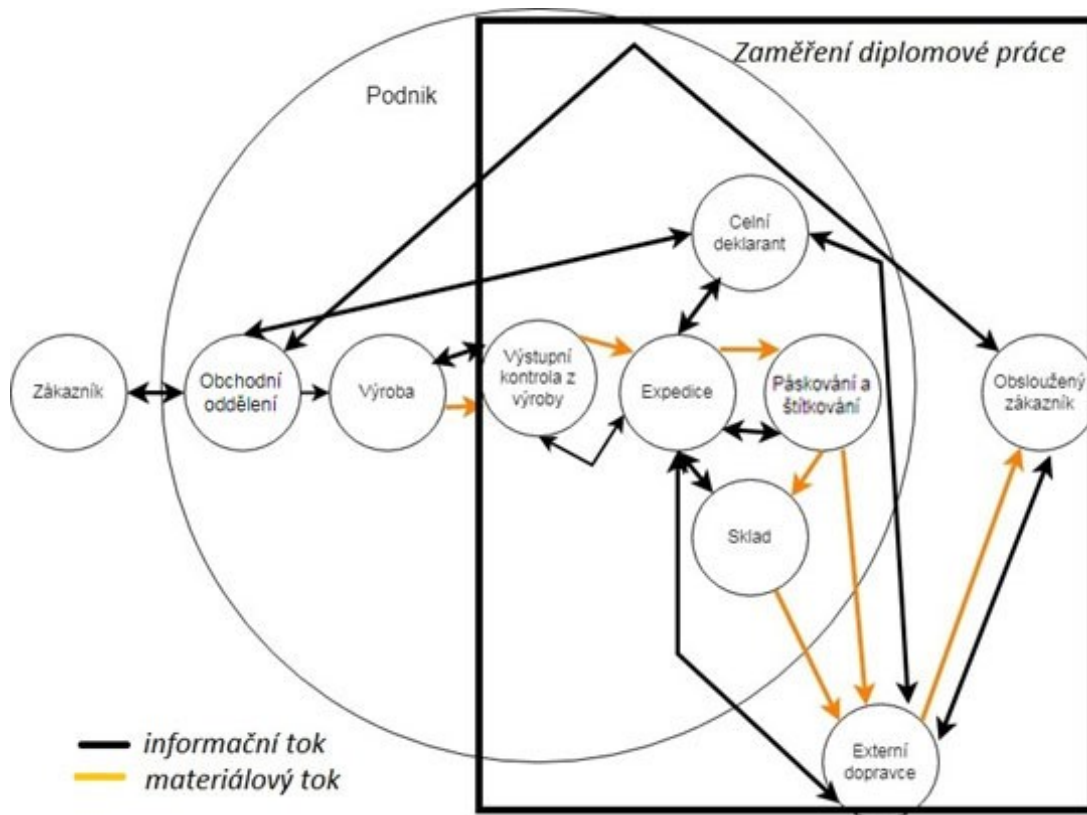 Zaměření diplomové práce
Podnik
Celní
deklarant
Zákazník
Obchodní
oddělení
Výroba
Výstupní
kontrola z
výroby
Expedice
Páskování a
štítkování
Obsloužený
zákazník
Sklad
Externí
dopravce
informační tok
materiálový tok